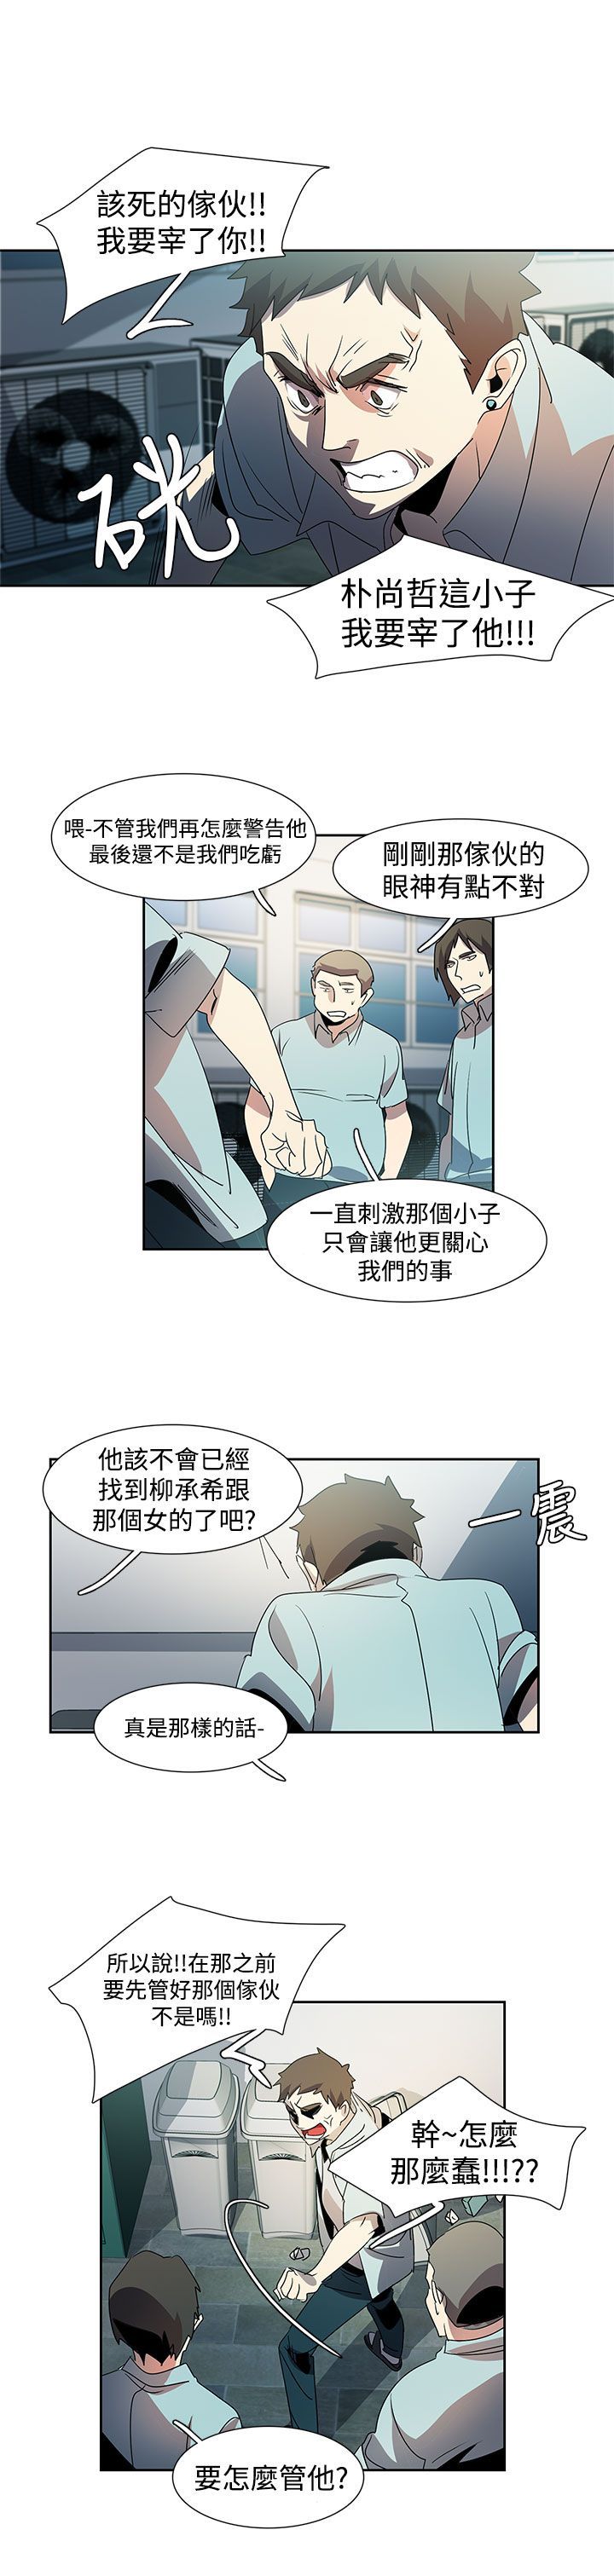 該死的傢伙!!
我要宰了你!!
咣
朴尚哲這小子
我要宰了他!!!
喂-不管我們再怎麼警告他
最後還不是我們吃虧
剛剛那傢伙的
眼神有點不對
一直刺激那個小子
只會讓他更關心
我們的事
他該不會已經
找到柳承希跟
那個女的了吧?
一震
真是那樣的話-
所以說!!在那之前
要先管好那個傢伙
不是嗎!!
幹~怎麼
那麼蠢!!!??
要怎麼管他?